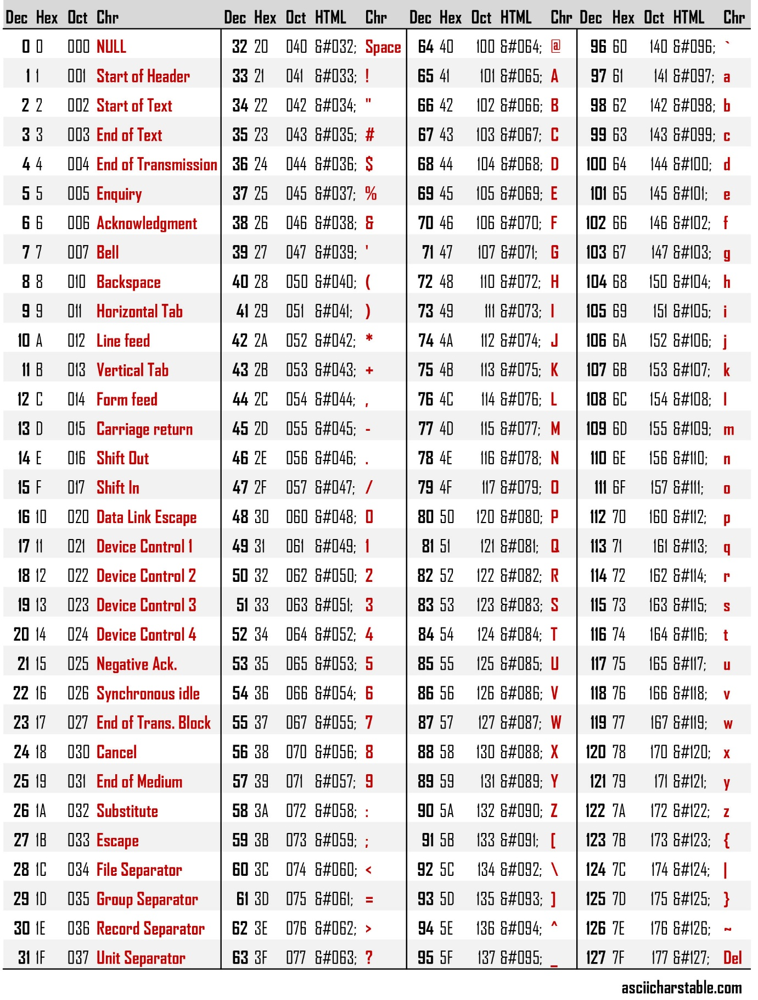 Dec Hex Oct Chr Dec Hex Oct HTML Chr Dec Hex Oct HTML Chr Dec Hex Oct HTML Chr
0 0 000 NULL 32 20 040 &#032; Space 64 40 100 &#064; @ 96 60 140 &#096; `
1 1 001 Start of Header 33 21 041 &#033; ! 65 41 101 &#065; A 97 61 141 &#097; a
2 2 002 Start of Text 34 22 042 &#034; " 66 42 102 &#066; B 98 62 142 &#098; b
3 3 003 End of Text 35 23 043 &#035; # 67 43 103 &#067; C 99 63 143 &#099; c
4 4 004 End of Transmission 36 24 044 &#036; $ 68 44 104 &#068; D 100 64 144 &#100; d
5 5 005 Enquiry 37 25 045 &#037; % 69 45 105 &#069; E 101 65 145 &#101; e
6 6 006 Acknowledgment 38 26 046 &#038; & 70 46 106 &#070; F 102 66 146 &#102; f
7 7 007 Bell 39 27 047 &#039; ' 71 47 107 &#071; G 103 67 147 &#103; g
8 8 010 Backspace 40 28 050 &#040; ( 72 48 110 &#072; H 104 68 150 &#104; h
9 9 011 Horizontal Tab 41 29 051 &#041; ) 73 49 111 &#073; I 105 69 151 &#105; i
10 A 012 Line feed 42 2A 052 &#042; * 74 4A 112 &#074; J 106 6A 152 &#106; j
11 B 013 Vertical Tab 43 2B 053 &#043; + 75 4B 113 &#075; K 107 6B 153 &#107; k
12 C 014 Form feed 44 2C 054 &#044; , 76 4C 114 &#076; L 108 6C 154 &#108; l
13 D 015 Carriage return 45 2D 055 &#045; - 77 4D 115 &#077; M 109 6D 155 &#109; m
14 E 016 Shift Out 46 2E 056 &#046; . 78 4E 116 &#078; N 110 6E 156 &#110; n
15 F 017 Shift In 47 2F 057 &#047; / 79 4F 117 &#079; O 111 6F 157 &#111; o
16 10 020 Data Link Escape 48 30 060 &#048; 0 80 50 120 &#080; P 112 70 160 &#112; p
17 11 021 Device Control 1 49 31 061 &#049; 1 81 51 121 &#081; Q 113 71 161 &#113; q
18 12 022 Device Control 2 50 32 062 &#050; 2 82 52 122 &#082; R 114 72 162 &#114; r
19 13 023 Device Control 3 51 33 063 &#051; 3 83 53 123 &#083; S 115 73 163 &#115; s
20 14 024 Device Control 4 52 34 064 &#052; 4 84 54 124 &#084; T 116 74 164 &#116; t
21 15 025 Negative Ack. 53 35 065 &#053; 5 85 55 125 &#085; U 117 75 165 &#117; u
22 16 026 Synchronous idle 54 36 066 &#054; 6 86 56 126 &#086; V 118 76 166 &#118; v
23 17 027 End of Trans. Block 55 37 067 &#055; 7 87 57 127 &#087; W 119 77 167 &#119; w
24 18 030 Cancel 56 38 070 &#056; 8 88 58 130 &#088; X 120 78 170 &#120; x
25 19 031 End of Medium 57 39 071 &#057; 9 89 59 131 &#089; Y 121 79 171 &#121; y
26 1A 032 Substitute 58 3A 072 &#058; : 90 5A 132 &#090; Z 122 7A 172 &#122; z
27 1B 033 Escape 59 3B 073 &#059; ; 91 5B 133 &#091; [ 123 7B 173 &#123; {
28 1C 034 File Separator 60 3C 074 &#060; < 92 5C 134 &#092; \ 124 7C 174 &#124; |
29 1D 035 Group Separator 61 3D 075 &#061; = 93 5D 135 &#093; ] 125 7D 175 &#125; }
30 1E 036 Record Separator 62 3E 076 &#062; > 94 5E 136 &#094; ^ 126 7E 176 &#126; ~
31 1F 037 Unit Separator 63 3F 077 &#063; ? 95 5F 137 &#095; _ 127 7F 177 &#127; Del
asciicharstable.com